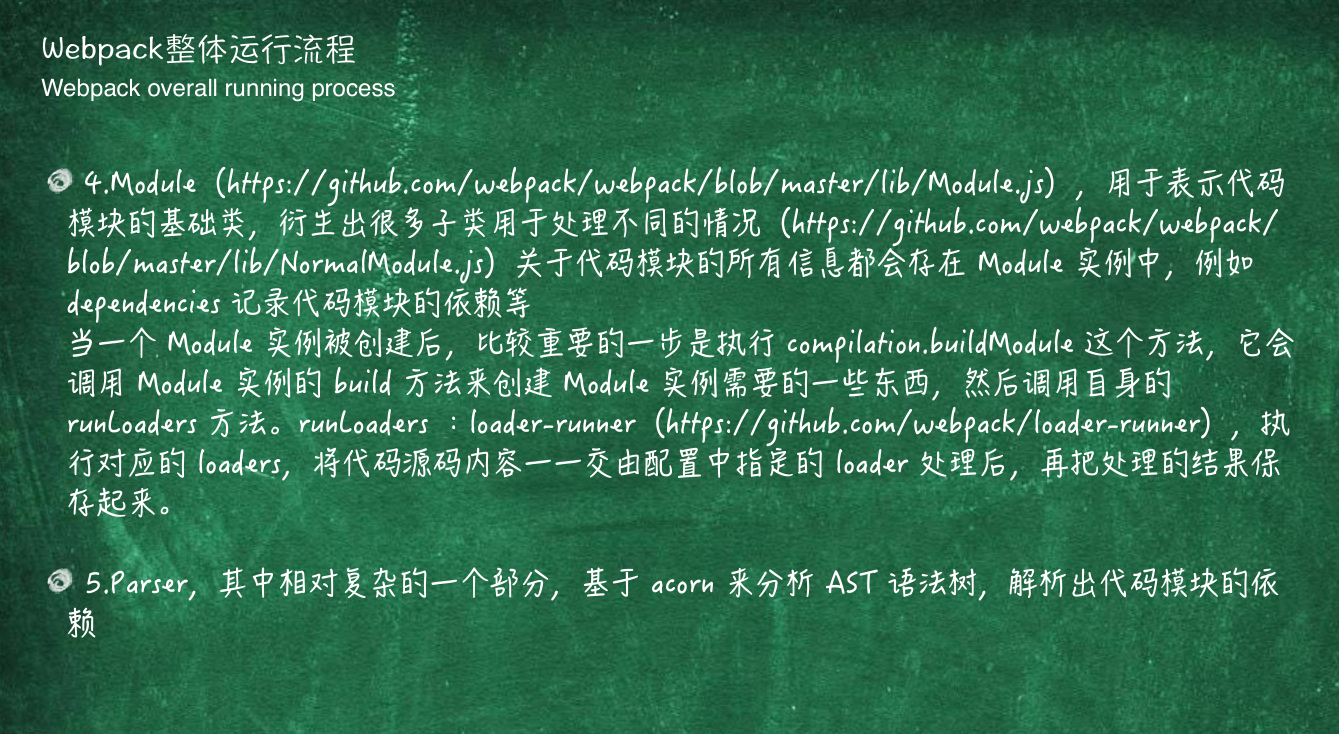 Webpack整体运行流程
Webpack overall running process
4.Module（https://github.com/webpack/webpack/blob/master/lib/Module.js），用于表示代码
模块的基础类，衍生出很多子类用于处理不同的情况（https://github.com/webpack/webpack/
blob/master/lib/NormalModule.js）关于代码模块的所有信息都会存在 Module 实例中，例如
dependencies 记录代码模块的依赖等
当一个 Module 实例被创建后，比较重要的一步是执行 compilation.buildModule 这个方法，它会
调用 Module 实例的 build 方法来创建 Module 实例需要的一些东西，然后调用自身的
runLoaders 方法。runLoaders ：loader-runner（https://github.com/webpack/loader-runner），执
行对应的 loaders，将代码源码内容一一交由配置中指定的 loader 处理后，再把处理的结果保
存起来。
5.Parser，其中相对复杂的一个部分，基于 acorn 来分析 AST 语法树，解析出代码模块的依
赖